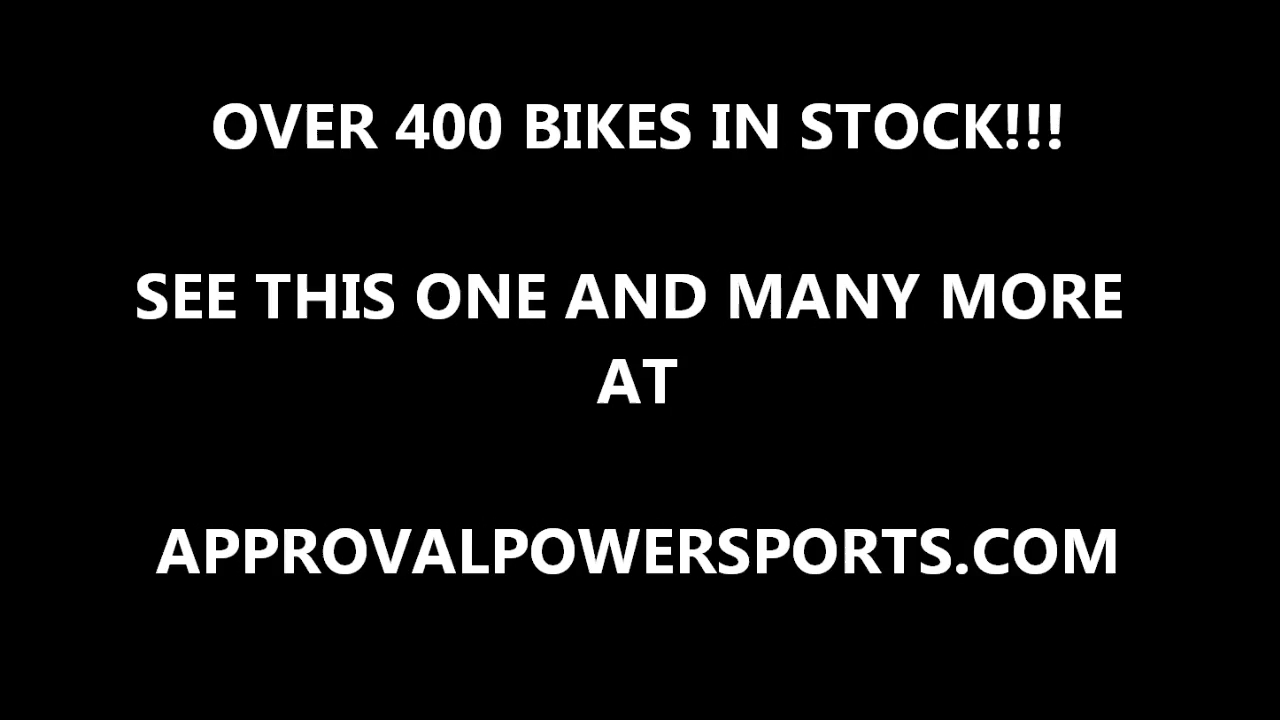 OVER 400 BIKES IN STOCK!!!
SEE THIS ONE AND MANY MORE
AT
APPROVALPOWERSPORTS.COM